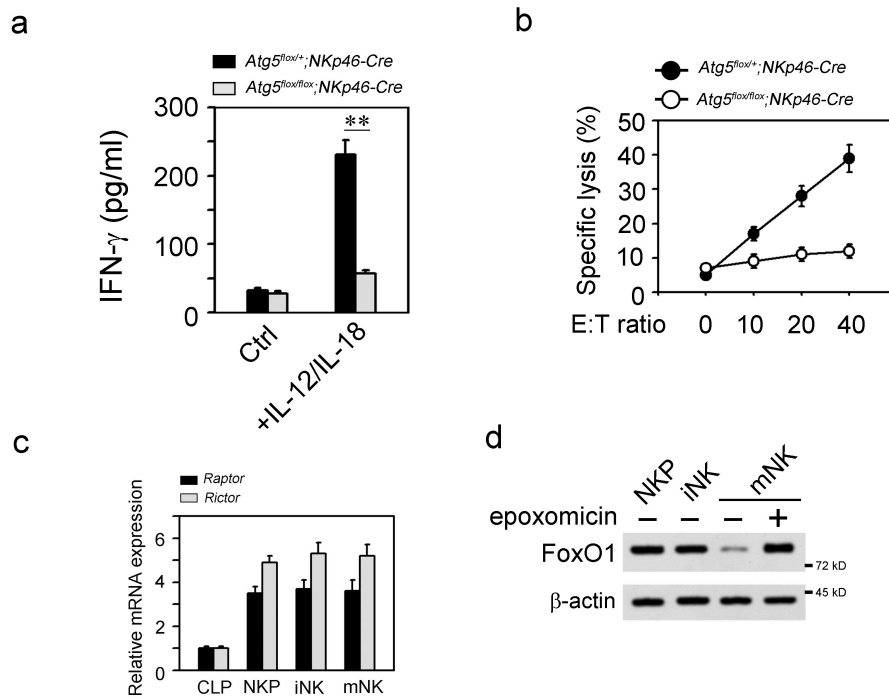 a
Atg5flox/+;NKp46-Cre
Atg5flox/flox;NKp46-Cre
IFN-γ (pg/ml)
300
200
100
0
**
Ctrl
+IL-12/IL-18
b
Atg5flox/+;NKp46-Cre
Atg5flox/flox;NKp46-Cre
Specific lysis (%)
50
40
30
20
10
0
E:T ratio 0 10 20 40
c
Raptor
Rictor
Relative mRNA expression
6
4
2
0
CLP NKP iNK mNK
d
NKP iNK mNK
epoxomicin − − − +
FoxO1
72 kD
45 kD
β-actin